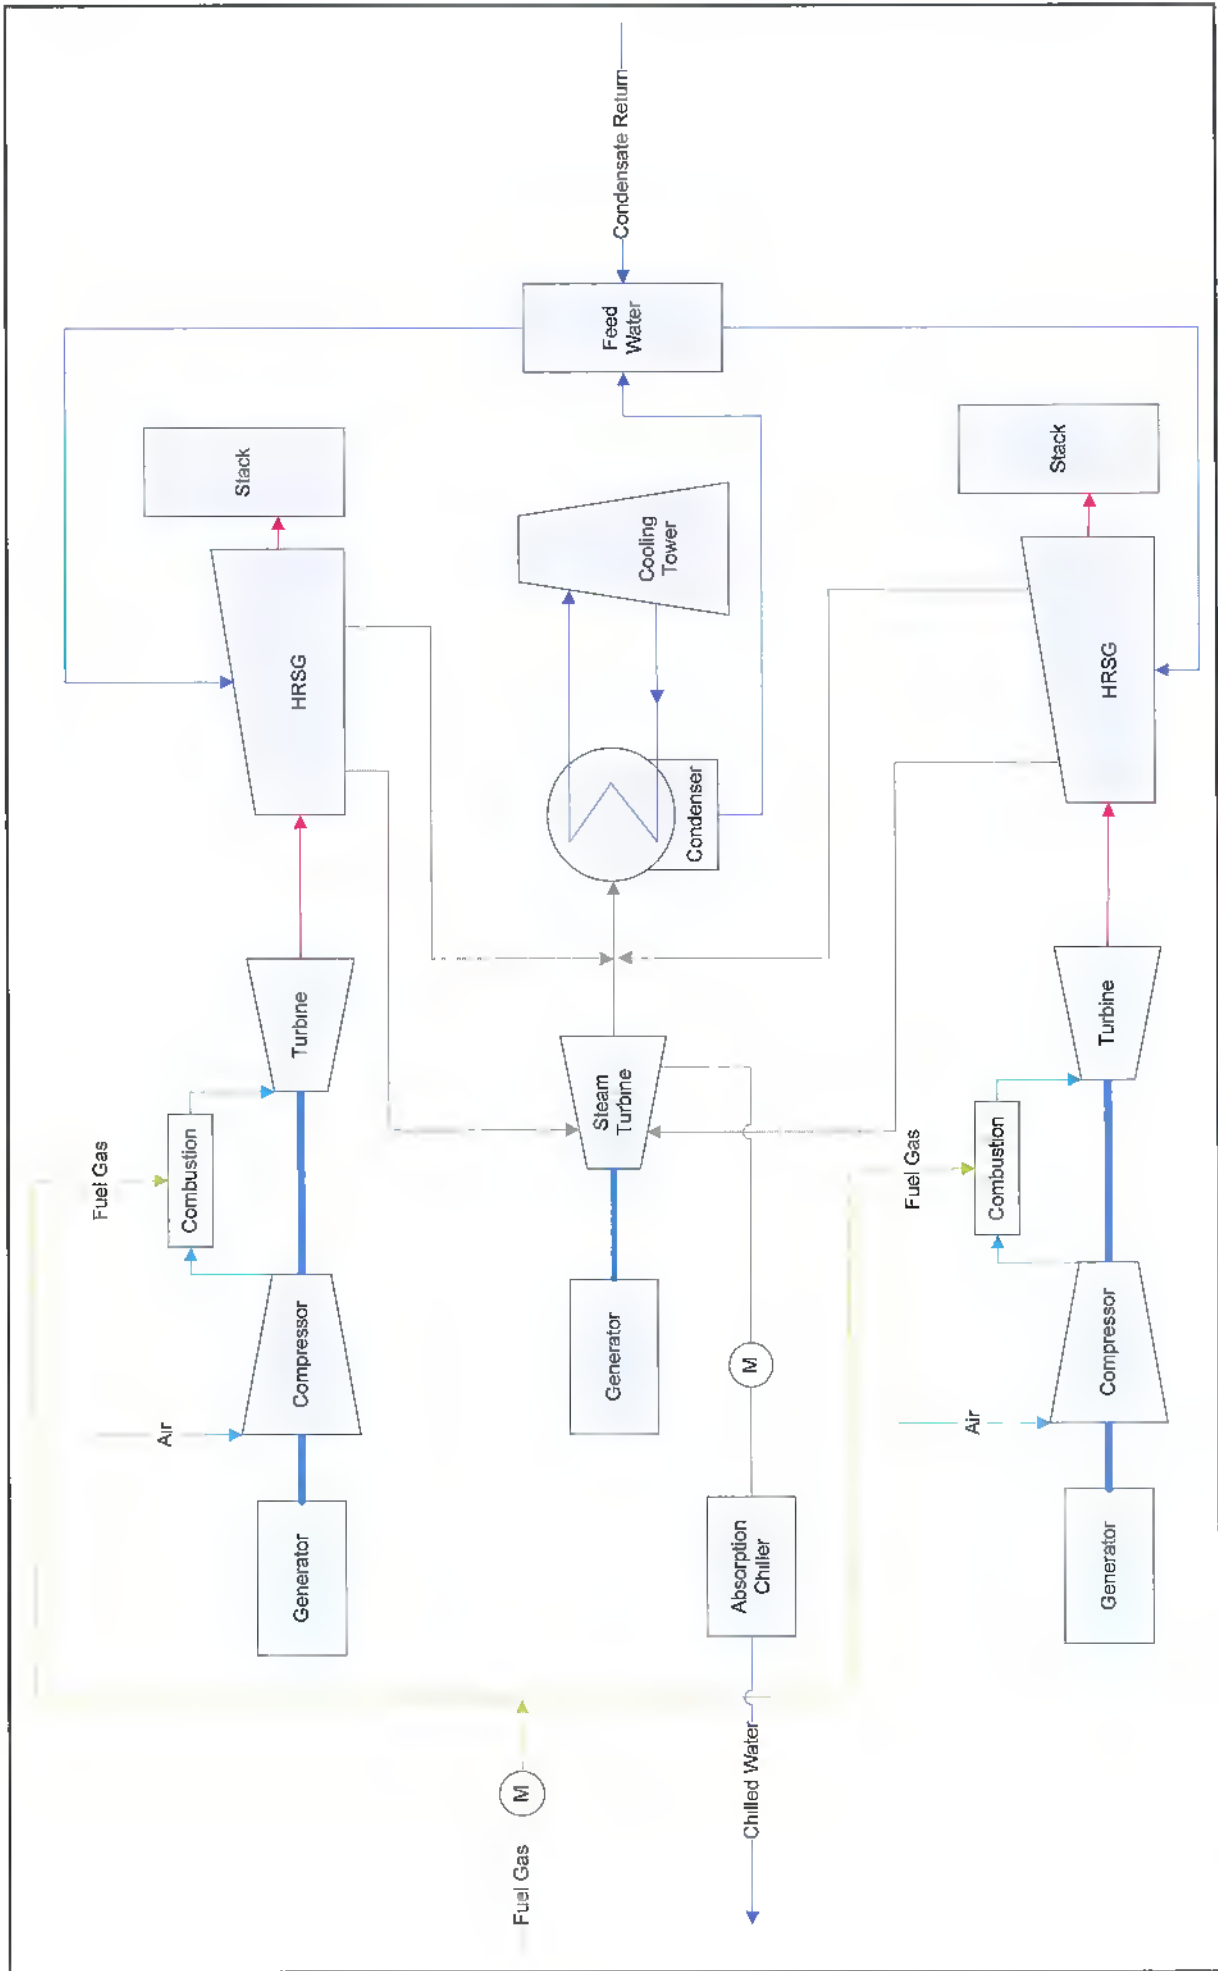 Fuel Gas
Air
Generator
Compressor
Combustion
Turbine
HRSG
Stack
Fuel Gas
M
Generator
Steam
Turbine
Condenser
Cooling
Tower
Feed
Water
Condensate Return
Chilled Water
Absorption
Chiller
M
Fuel Gas
Air
Generator
Compressor
Combustion
Turbine
HRSG
Stack